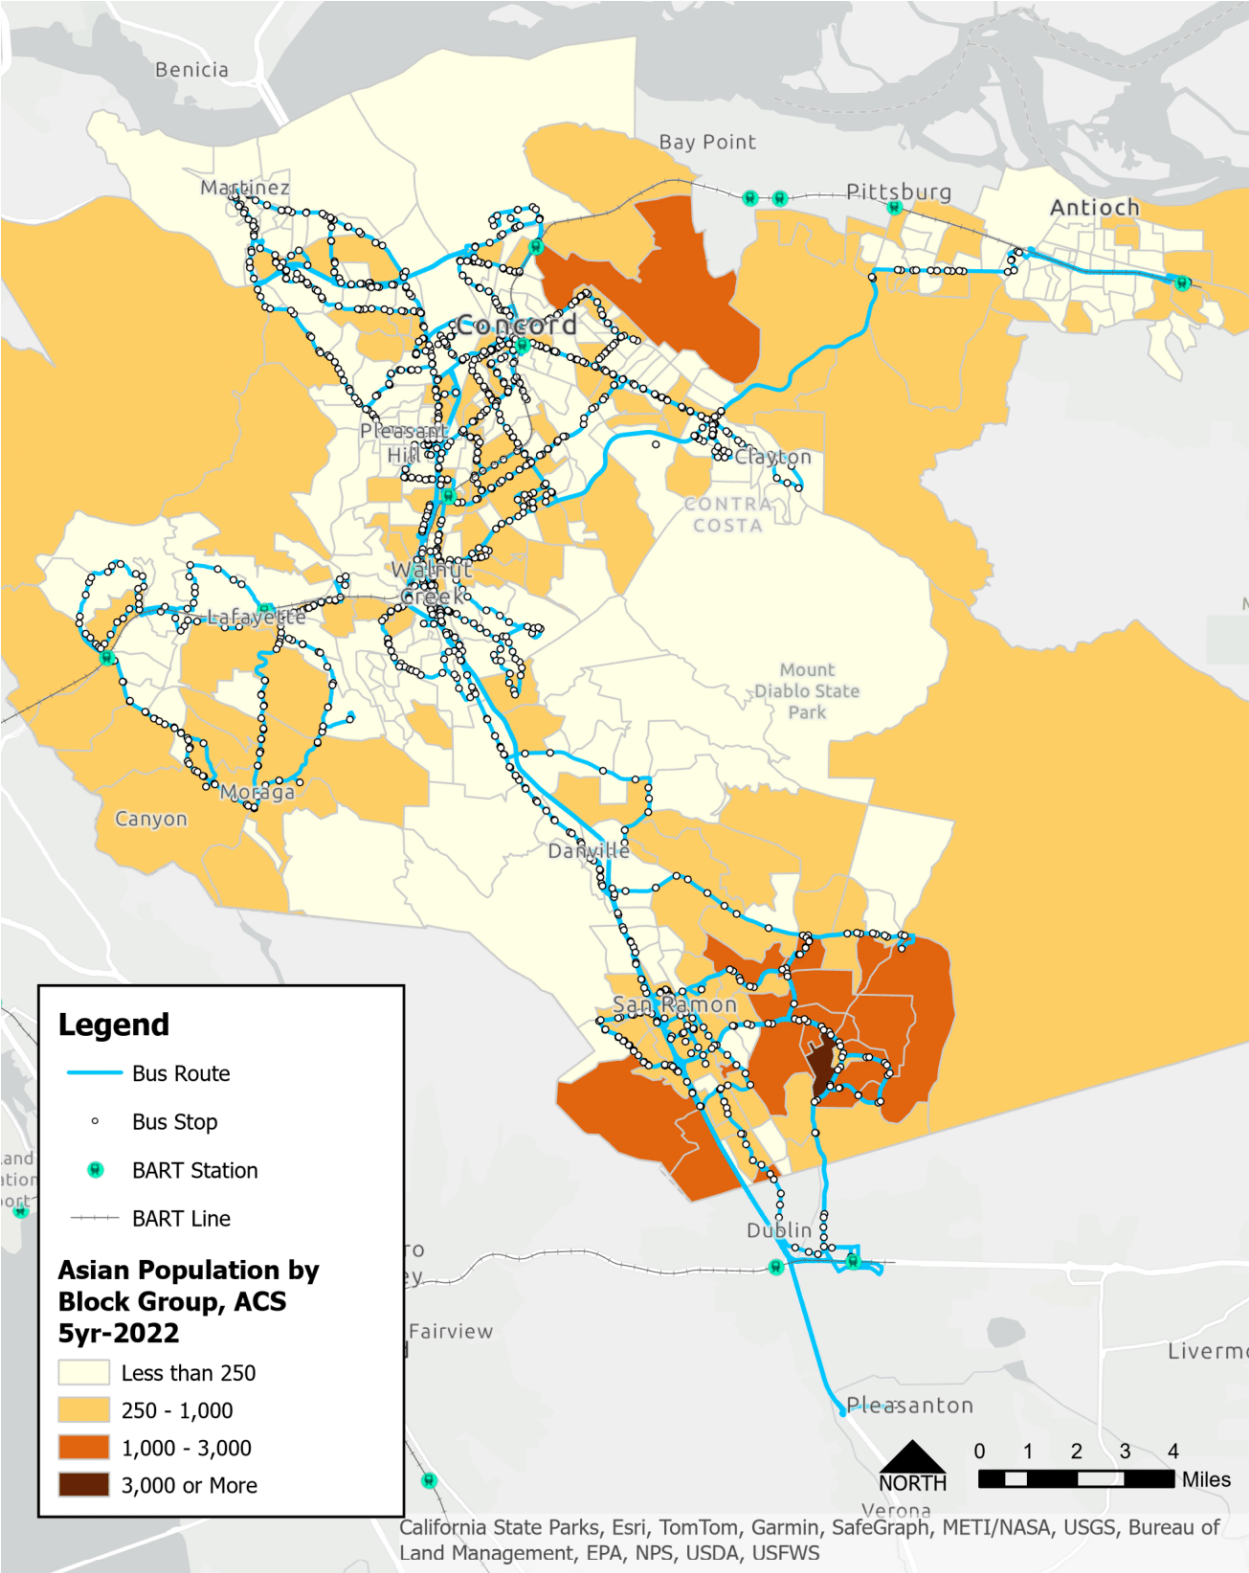 Benicia
Bay Point
Martinez
Pittsburg
Antioch
Concord
Pleasant
Hill
Clayton
CONTRA
COSTA
Walnut
Creek
Lafayette
Mount
Diablo State
Park
Moraga
Canyon
Danville
San Ramon
Legend
Bus Route
Bus Stop
BART Station
BART Line
Asian Population by
Block Group, ACS
5yr-2022
Less than 250
250 - 1,000
1,000 - 3,000
3,000 or More
Dublin
Fairview
Livermo
Pleasanton
NORTH
0 1 2 3 4
Miles
Verona
California State Parks, Esri, TomTom, Garmin, SafeGraph, METI/NASA, USGS, Bureau of
Land Management, EPA, NPS, USDA, USFWS